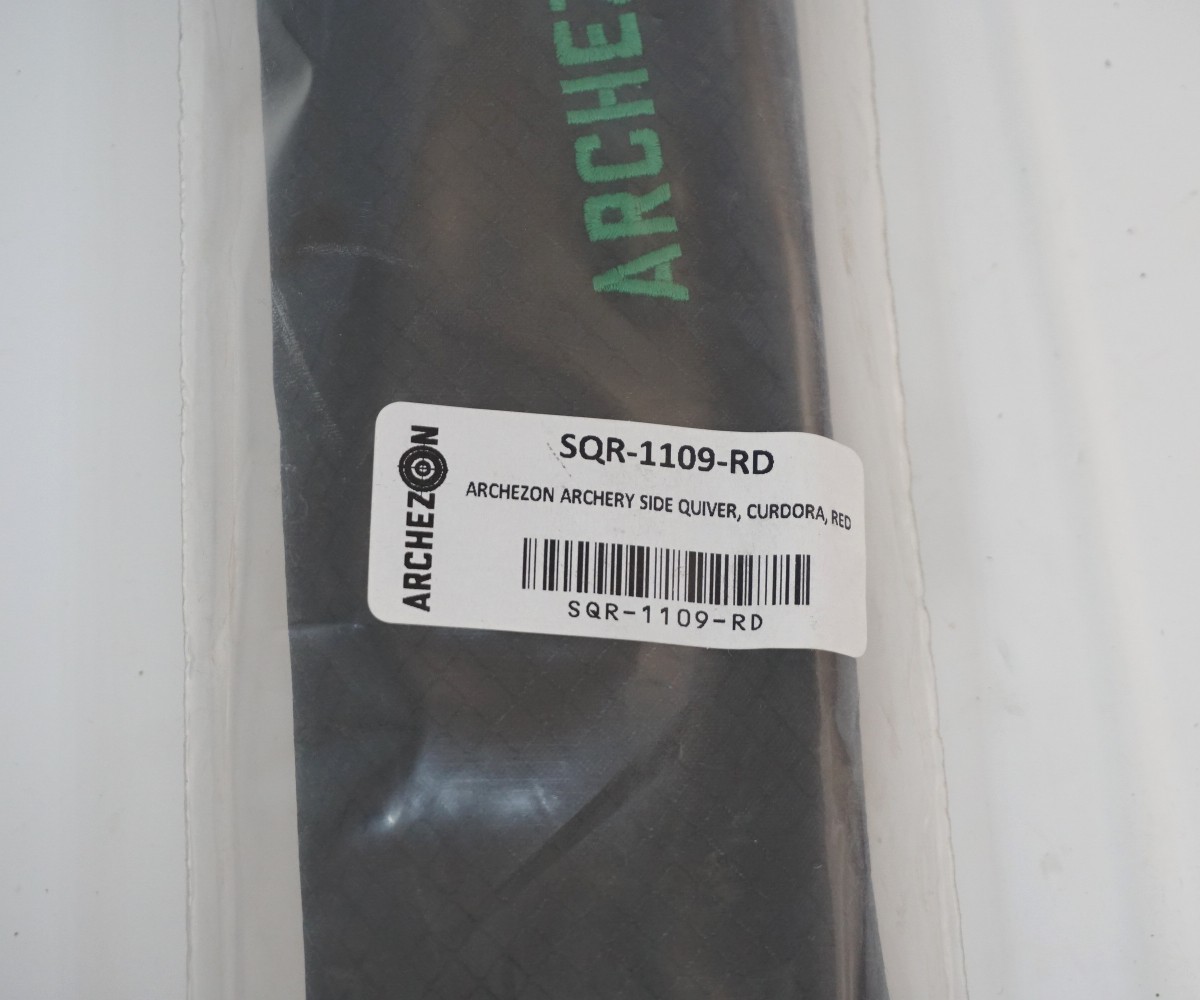 ARCHEZ
ARCHEZON
SQR-1109-RD
ARCHEZON ARCHERY SIDE QUIVER, CURDORA, RED
SQR-1109-RD